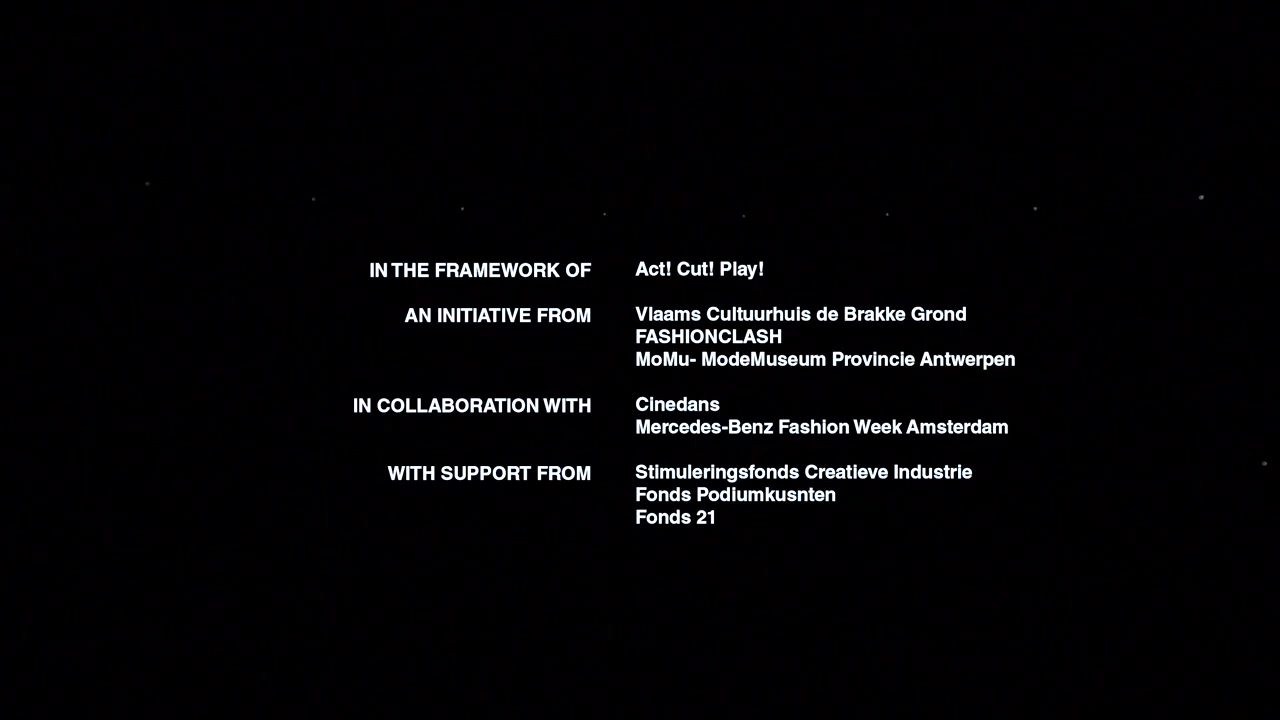 IN THE FRAMEWORK OF Act! Cut! Play!
AN INITIATIVE FROM Vlaams Cultuurhuis de Brakke Grond
FASHIONCLASH
MoMu- ModeMuseum Provincie Antwerpen
IN COLLABORATION WITH Cinedans
Mercedes-Benz Fashion Week Amsterdam
WITH SUPPORT FROM Stimuleringsfonds Creatieve Industrie
Fonds Podiumkusnten
Fonds 21